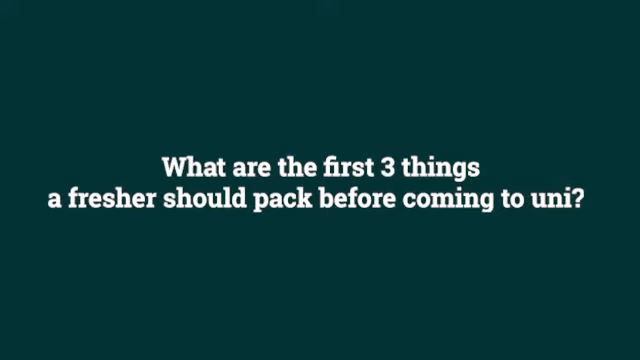 What are the first 3 things
a fresher should pack before coming to uni?